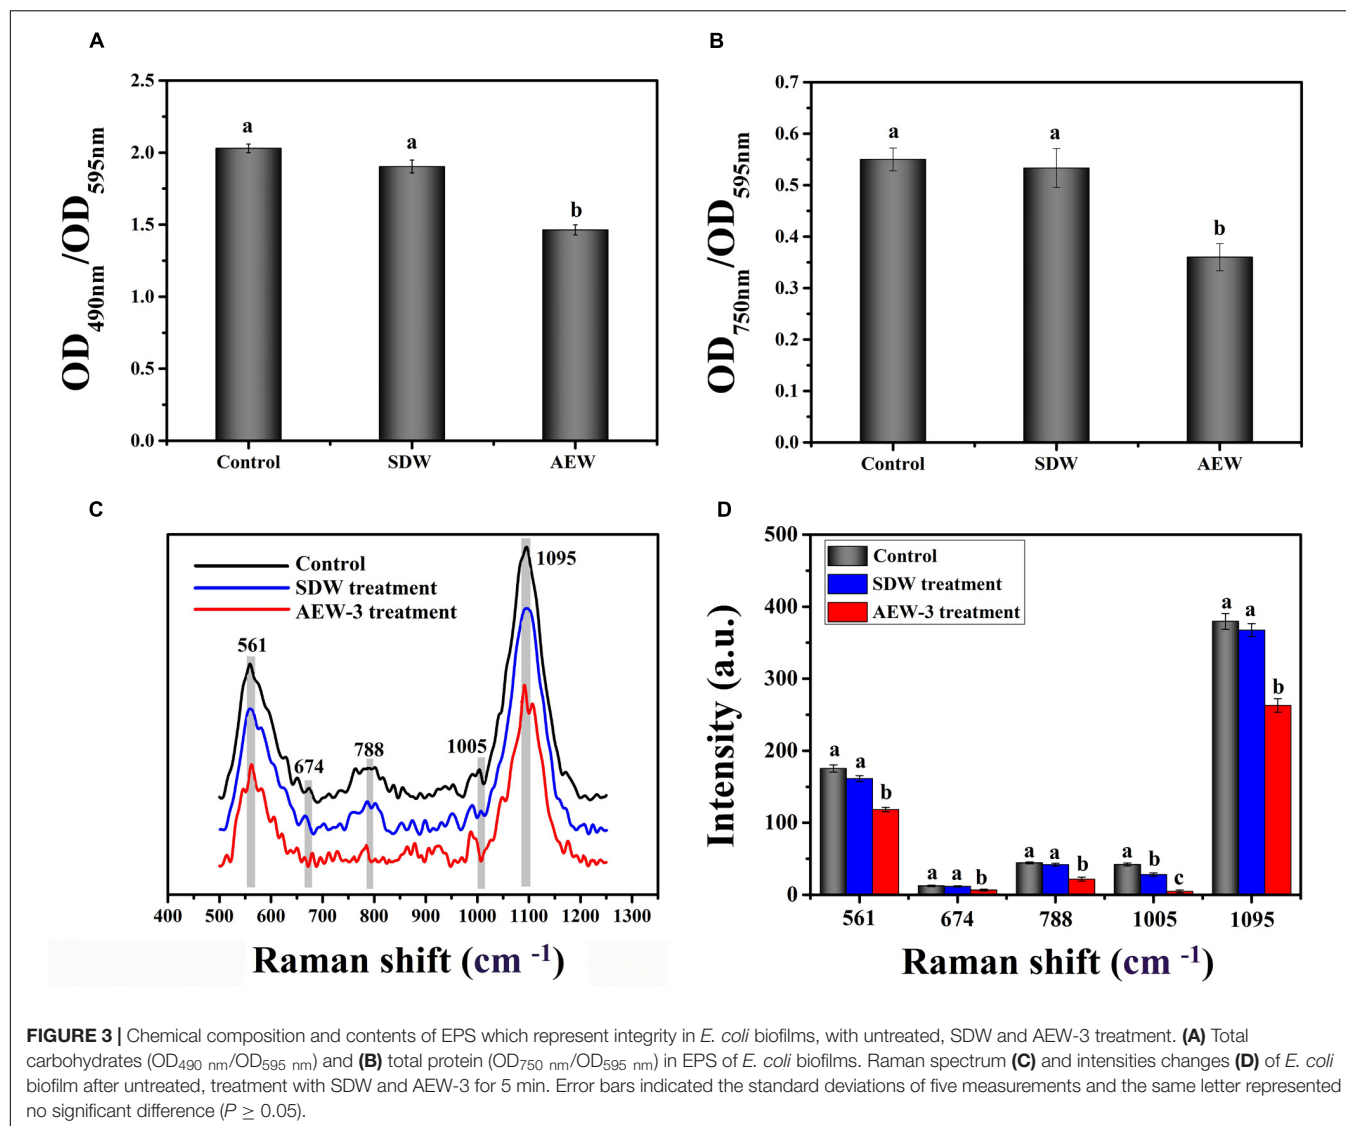 A
2.5
2.0
1.5
1.0
0.5
0.0
OD490nm/OD595nm
a
a
b
Control
SDW
AEW
B
0.7
0.6
0.5
0.4
0.3
0.2
0.1
0.0
OD750nm/OD595nm
a
a
b
Control
SDW
AEW
C
Control
SDW treatment
AEW-3 treatment
561
674
788
1005
1095
400 500 600 700 800 900 1000 1100 1200 1300
Raman shift (cm -1)
D
500
400
300
200
100
0
Intensity (a.u.)
Control
SDW treatment
AEW-3 treatment
a a b
a a b
a a b
a b c
a a b
561 674 788 1005 1095
Raman shift (cm -1)
FIGURE 3 | Chemical composition and contents of EPS which represent integrity in E. coli biofilms, with untreated, SDW and AEW-3 treatment. (A) Total
carbohydrates (OD490 nm/OD595 nm) and (B) total protein (OD750 nm/OD595 nm) in EPS of E. coli biofilms. Raman spectrum (C) and intensities changes (D) of E. coli
biofilm after untreated, treatment with SDW and AEW-3 for 5 min. Error bars indicated the standard deviations of five measurements and the same letter represented
no significant difference (P ≥ 0.05).